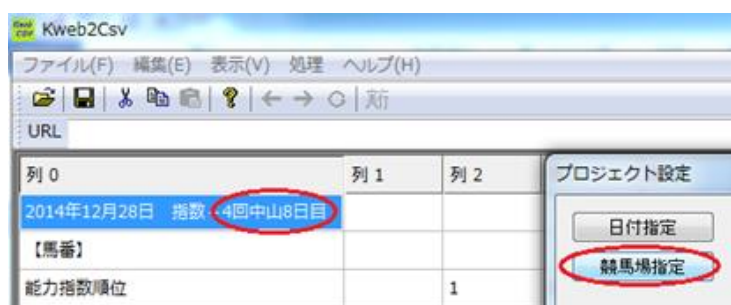 Kweb2Csv
ファイル(F) 編集(E) 表示(V) 処理 ヘルプ(H)
URL
列 0 列 1 列 2 プロジェクト設定
2014年12月28日 指数 - 4回中山8日目
日付指定
【馬番】
競馬場指定
能力指数順位 1